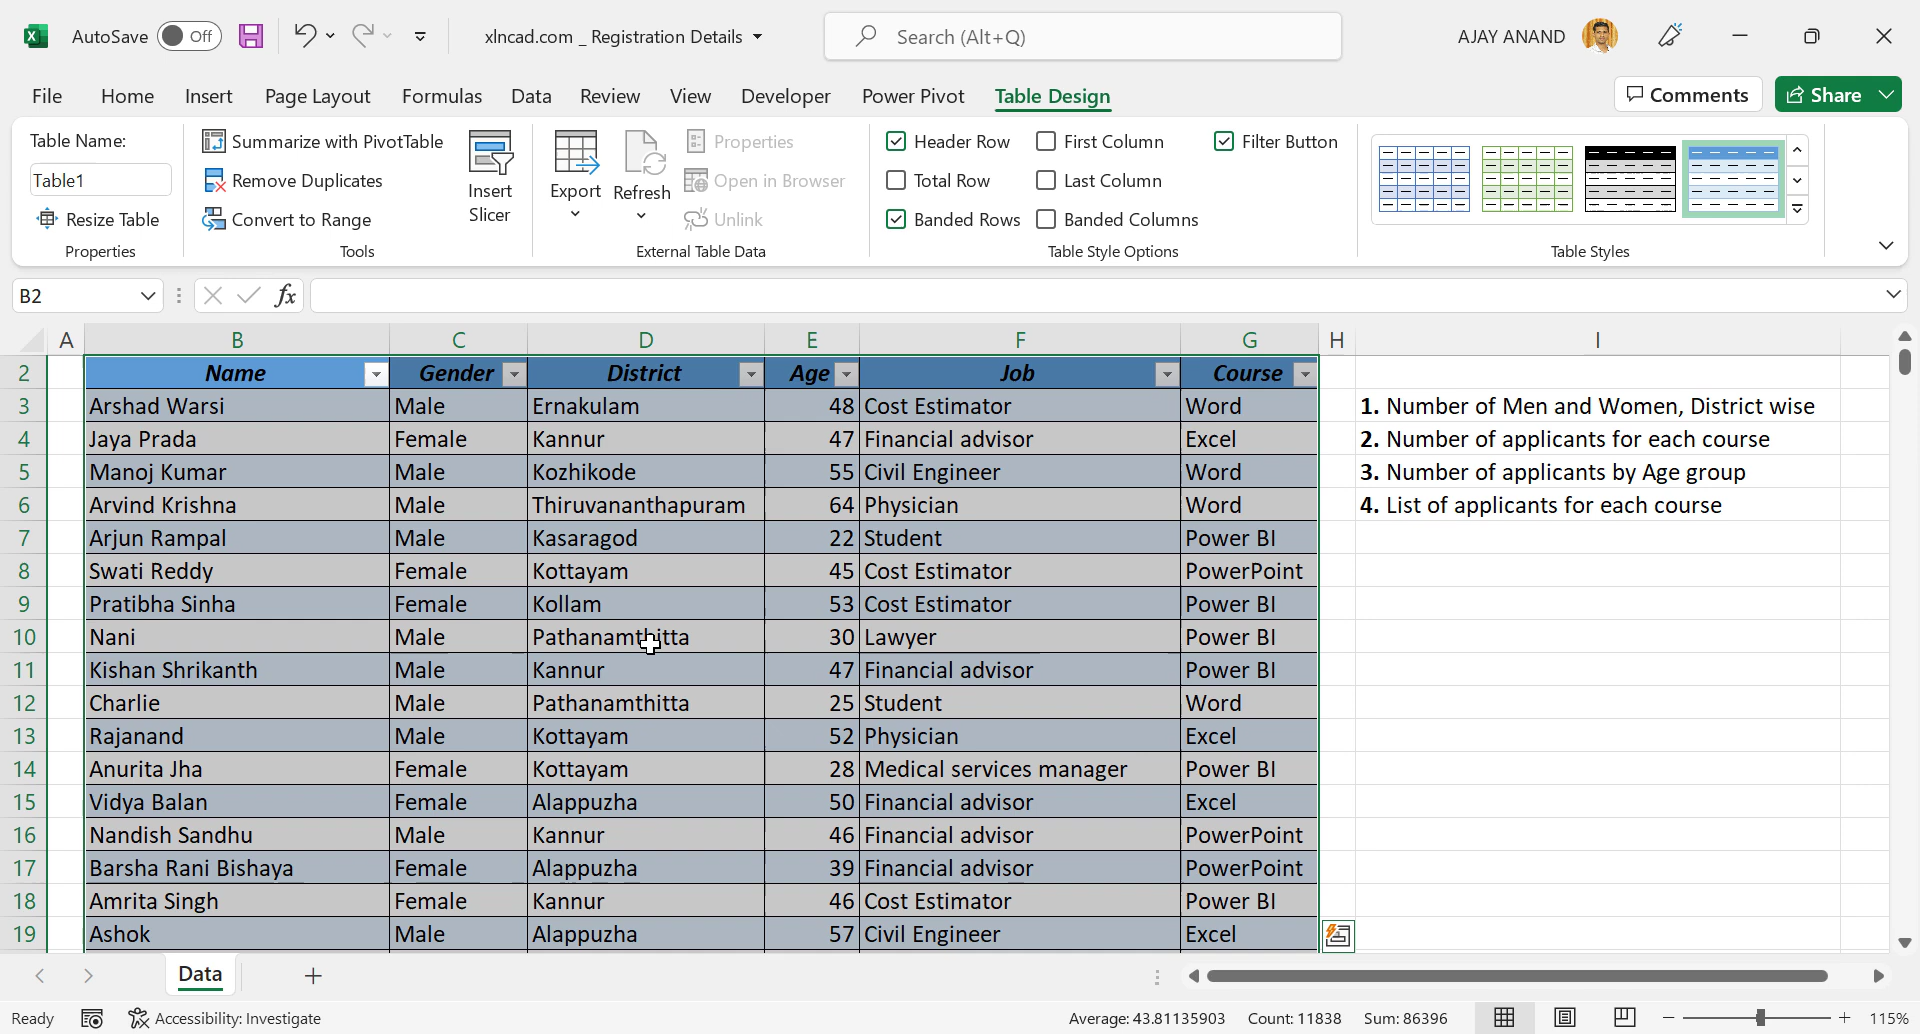 AutoSave Off xlncad.com _ Registration Details Search (Alt+Q) AJAY ANAND
File Home Insert Page Layout Formulas Data Review View Developer Power Pivot Table Design Comments Share
Table Name:
Table1
Resize Table
Properties
Summarize with PivotTable
Remove Duplicates
Convert to Range
Tools
Insert
Slicer
Export
Refresh
Properties
Open in Browser
Unlink
External Table Data
Header Row First Column Filter Button
Total Row Last Column
Banded Rows Banded Columns
Table Style Options
Table Styles
B2 fx
A B C D E F G H I
2 Name Gender District Age Job Course
3 Arshad Warsi Male Ernakulam 48 Cost Estimator Word 1. Number of Men and Women, District wise
4 Jaya Prada Female Kannur 47 Financial advisor Excel 2. Number of applicants for each course
5 Manoj Kumar Male Kozhikode 55 Civil Engineer Word 3. Number of applicants by Age group
6 Arvind Krishna Male Thiruvananthapuram 64 Physician Word 4. List of applicants for each course
7 Arjun Rampal Male Kasaragod 22 Student Power BI
8 Swati Reddy Female Kottayam 45 Cost Estimator PowerPoint
9 Pratibha Sinha Female Kollam 53 Cost Estimator Power BI
10 Nani Male Pathanamthitta 30 Lawyer Power BI
11 Kishan Shrikanth Male Kannur 47 Financial advisor Power BI
12 Charlie Male Pathanamthitta 25 Student Word
13 Rajanand Male Kottayam 52 Physician Excel
14 Anurita Jha Female Kottayam 28 Medical services manager Power BI
15 Vidya Balan Female Alappuzha 50 Financial advisor Excel
16 Nandish Sandhu Male Kannur 46 Financial advisor PowerPoint
17 Barsha Rani Bishaya Female Alappuzha 39 Financial advisor PowerPoint
18 Amrita Singh Female Kannur 46 Cost Estimator Power BI
19 Ashok Male Alappuzha 57 Civil Engineer Excel
Data
Ready Accessibility: Investigate Average: 43.81135903 Count: 11838 Sum: 86396 115%